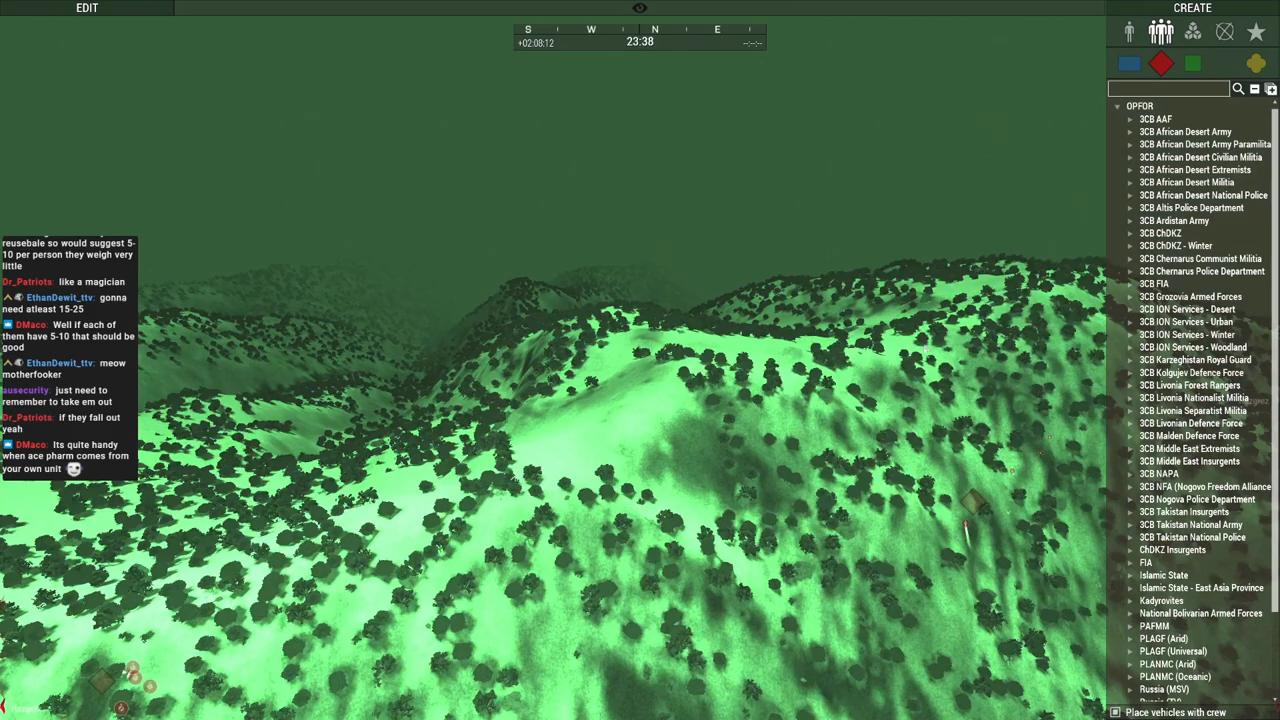 EDIT
CREATE
S W N E
+02:08:12 23:38 --:--:--
reusebale so would suggest 5-
10 per person they weigh very
little
Dr_Patriots: like a magician
EthanDewit_ttv: gonna
need atleast 15-25
DMaco: Well if each of
them have 5-10 that should be
good
EthanDewit_ttv: meow
motherfooker
ausecurity: just need to
remember to take em out
Dr_Patriots: if they fall out
yeah
DMaco: Its quite handy
when ace pharm comes from
your own unit
OPFOR
3CB AAF
3CB African Desert Army
3CB African Desert Army Paramilita
3CB African Desert Civilian Militia
3CB African Desert Extremists
3CB African Desert Militia
3CB African Desert National Police
3CB Altis Police Department
3CB Ardistan Army
3CB ChDKZ
3CB ChDKZ - Winter
3CB Chernarus Communist Militia
3CB Chernarus Police Department
3CB FIA
3CB Grozovia Armed Forces
3CB ION Services - Desert
3CB ION Services - Urban
3CB ION Services - Winter
3CB ION Services - Woodland
3CB Karzeghistan Royal Guard
3CB Kolgujev Defence Force
3CB Livonia Forest Rangers
3CB Livonia Nationalist Militia
3CB Livonia Separatist Militia
3CB Livonian Defence Force
3CB Malden Defence Force
3CB Middle East Extremists
3CB Middle East Insurgents
3CB NAPA
3CB NFA (Nogovo Freedom Alliance
3CB Nogova Police Department
3CB Takistan Insurgents
3CB Takistan National Army
3CB Takistan National Police
ChDKZ Insurgents
FIA
Islamic State
Islamic State - East Asia Province
Kadyrovites
National Bolivarian Armed Forces
PAFMM
PLAGF (Arid)
PLAGF (Universal)
PLANMC (Arid)
PLANMC (Oceanic)
Russia (MSV)
Place vehicles with crew